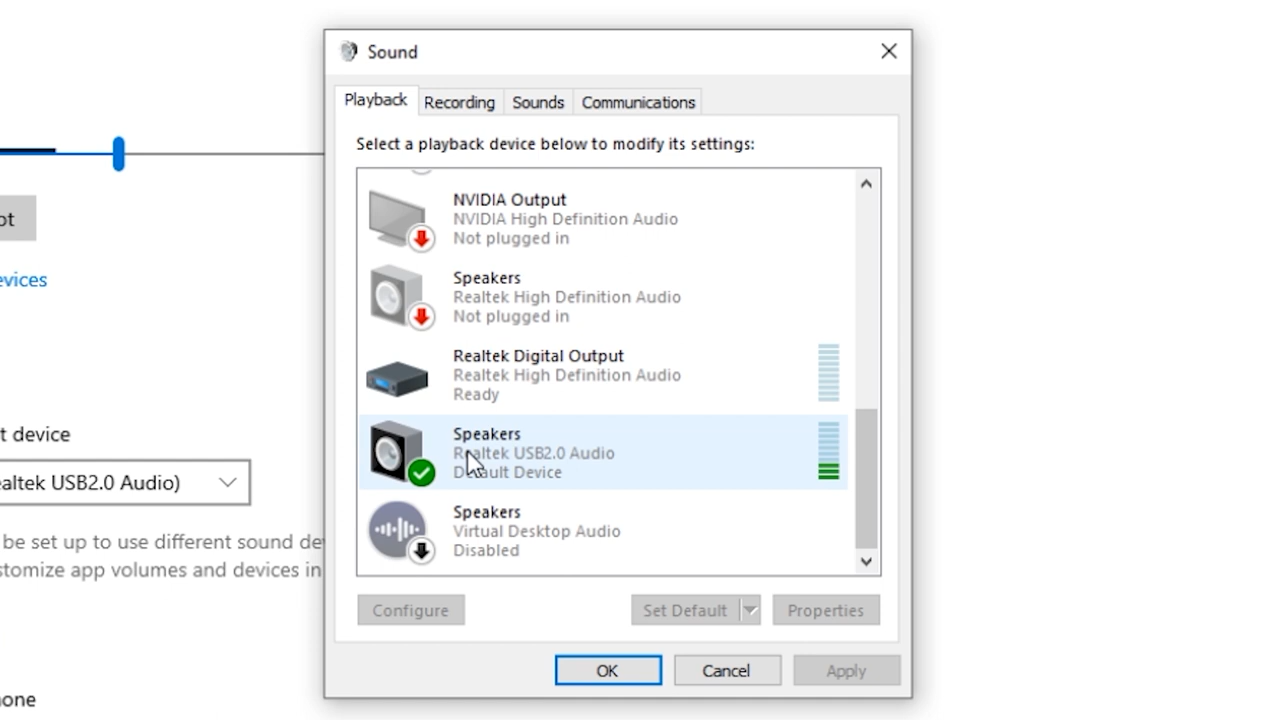 Sound
Playback
Recording
Sounds
Communications
Select a playback device below to modify its settings:
NVIDIA Output
NVIDIA High Definition Audio
Not plugged in
Speakers
Realtek High Definition Audio
Not plugged in
Realtek Digital Output
Realtek High Definition Audio
Ready
Speakers
Realtek USB2.0 Audio
Default Device
Speakers
Virtual Desktop Audio
Disabled
Configure
Set Default
Properties
OK
Cancel
Apply
ot
evices
t device
ealtek USB2.0 Audio)
be set up to use different sound de
stomize app volumes and devices in
one